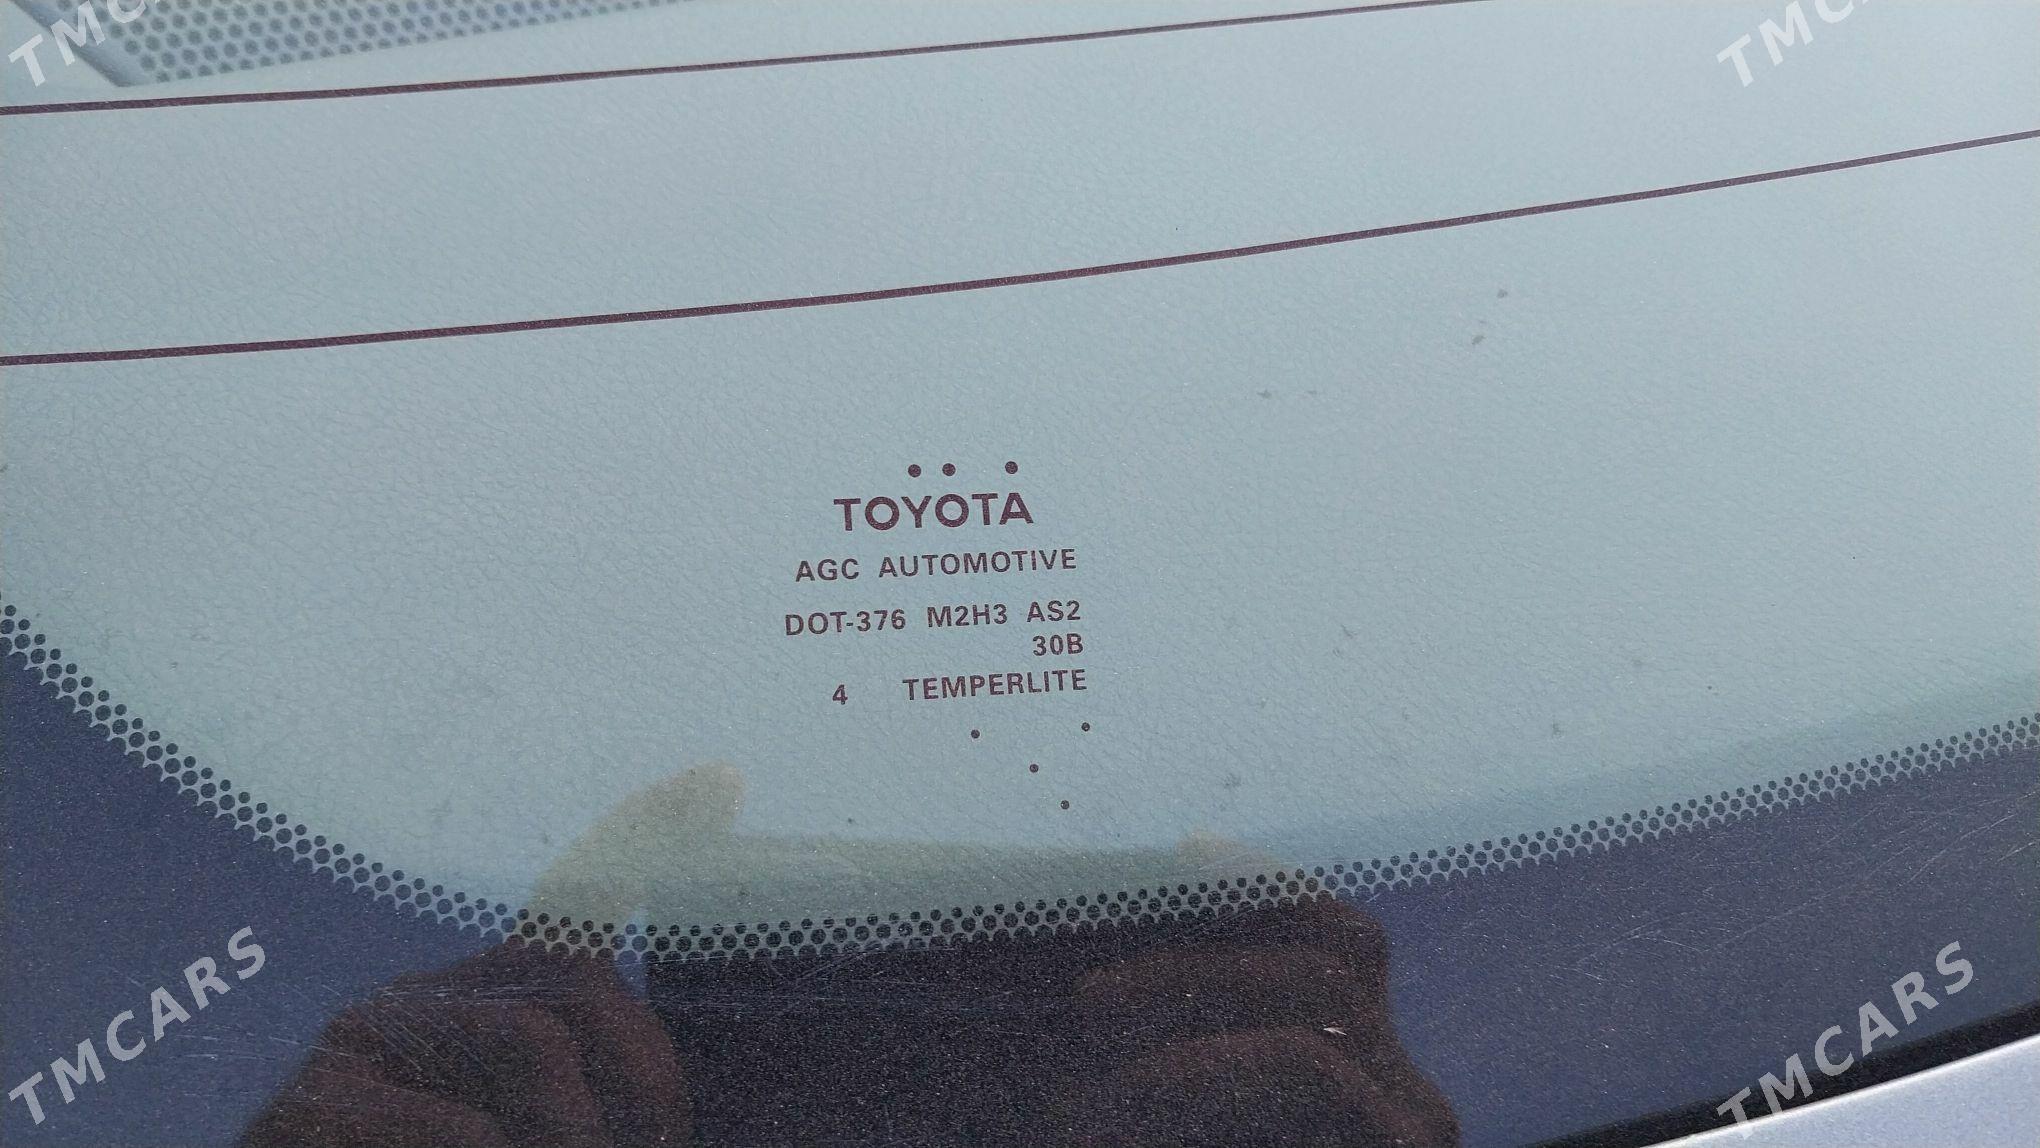 TMCARS
TMCARS
TOYOTA
AGC AUTOMOTIVE
DOT-376 M2H3 AS2
30B
4 TEMPERLITE
TMCARS
TMCARS